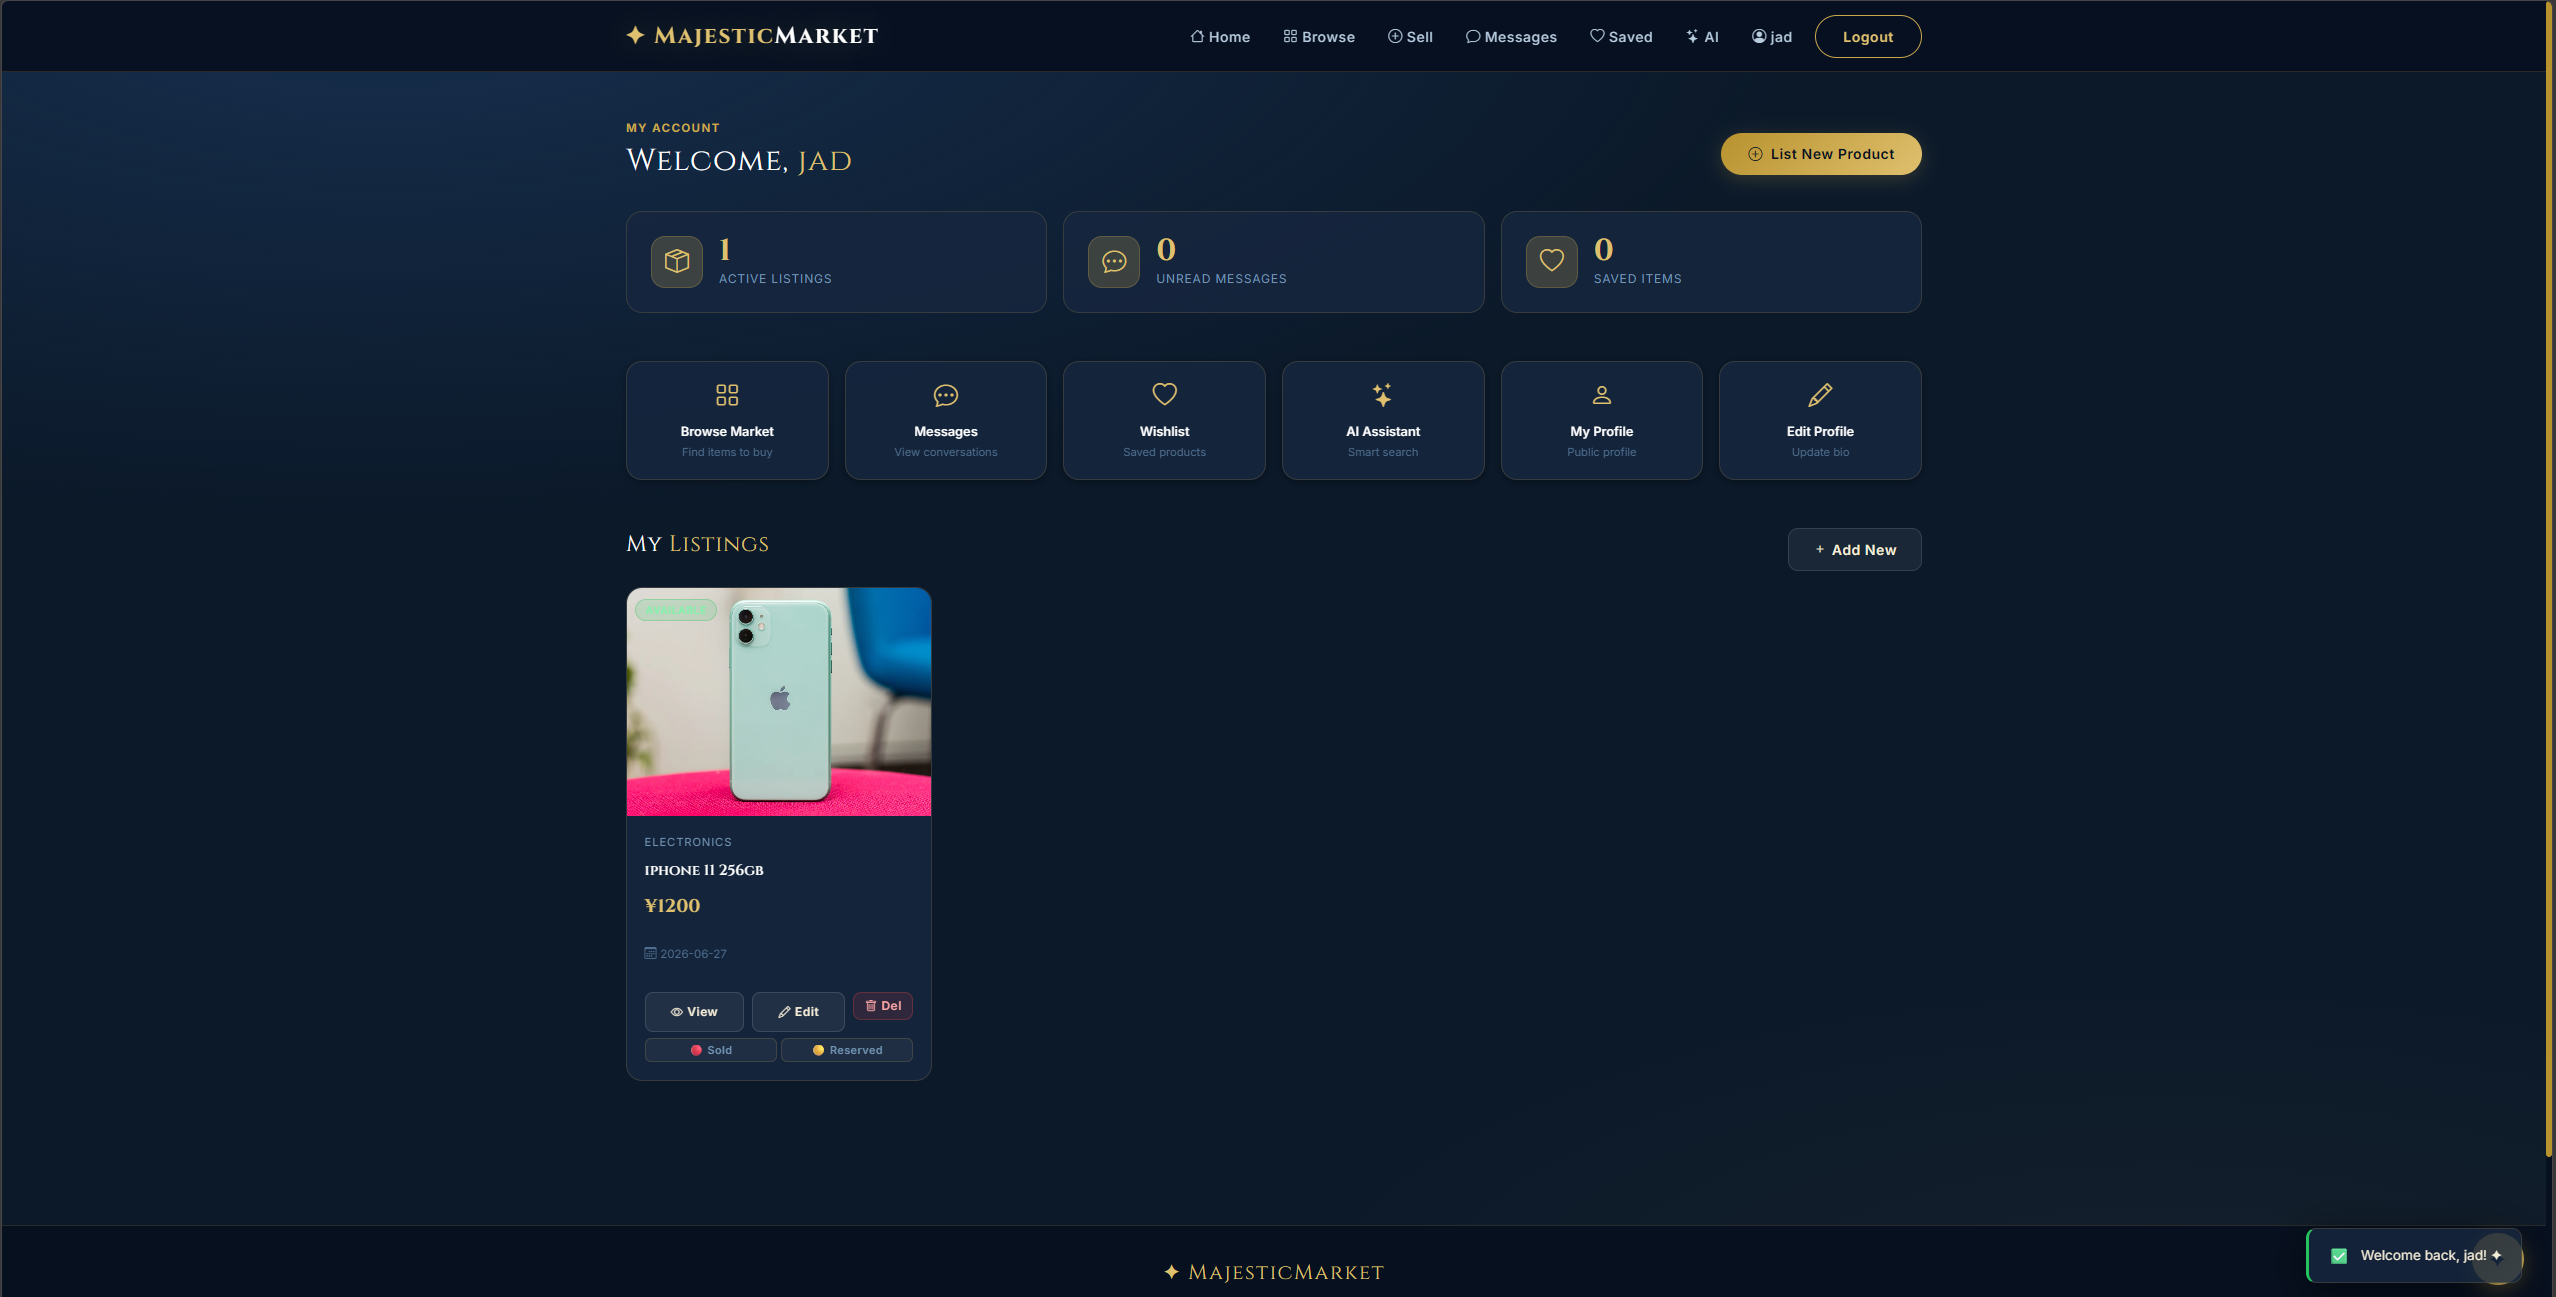 MAJESTICMARKET
Home Browse Sell Messages Saved AI jad Logout
MY ACCOUNT
WELCOME, JAD
List New Product
1
ACTIVE LISTINGS
0
UNREAD MESSAGES
0
SAVED ITEMS
Browse Market
Find items to buy
Messages
View conversations
Wishlist
Saved products
AI Assistant
Smart search
My Profile
Public profile
Edit Profile
Update bio
MY LISTINGS
+ Add New
ELECTRONICS
IPHONE 11 256GB
¥1200
2026-06-27
View Edit Del
Sold Reserved
MAJESTICMARKET
Welcome back, jad! ✦